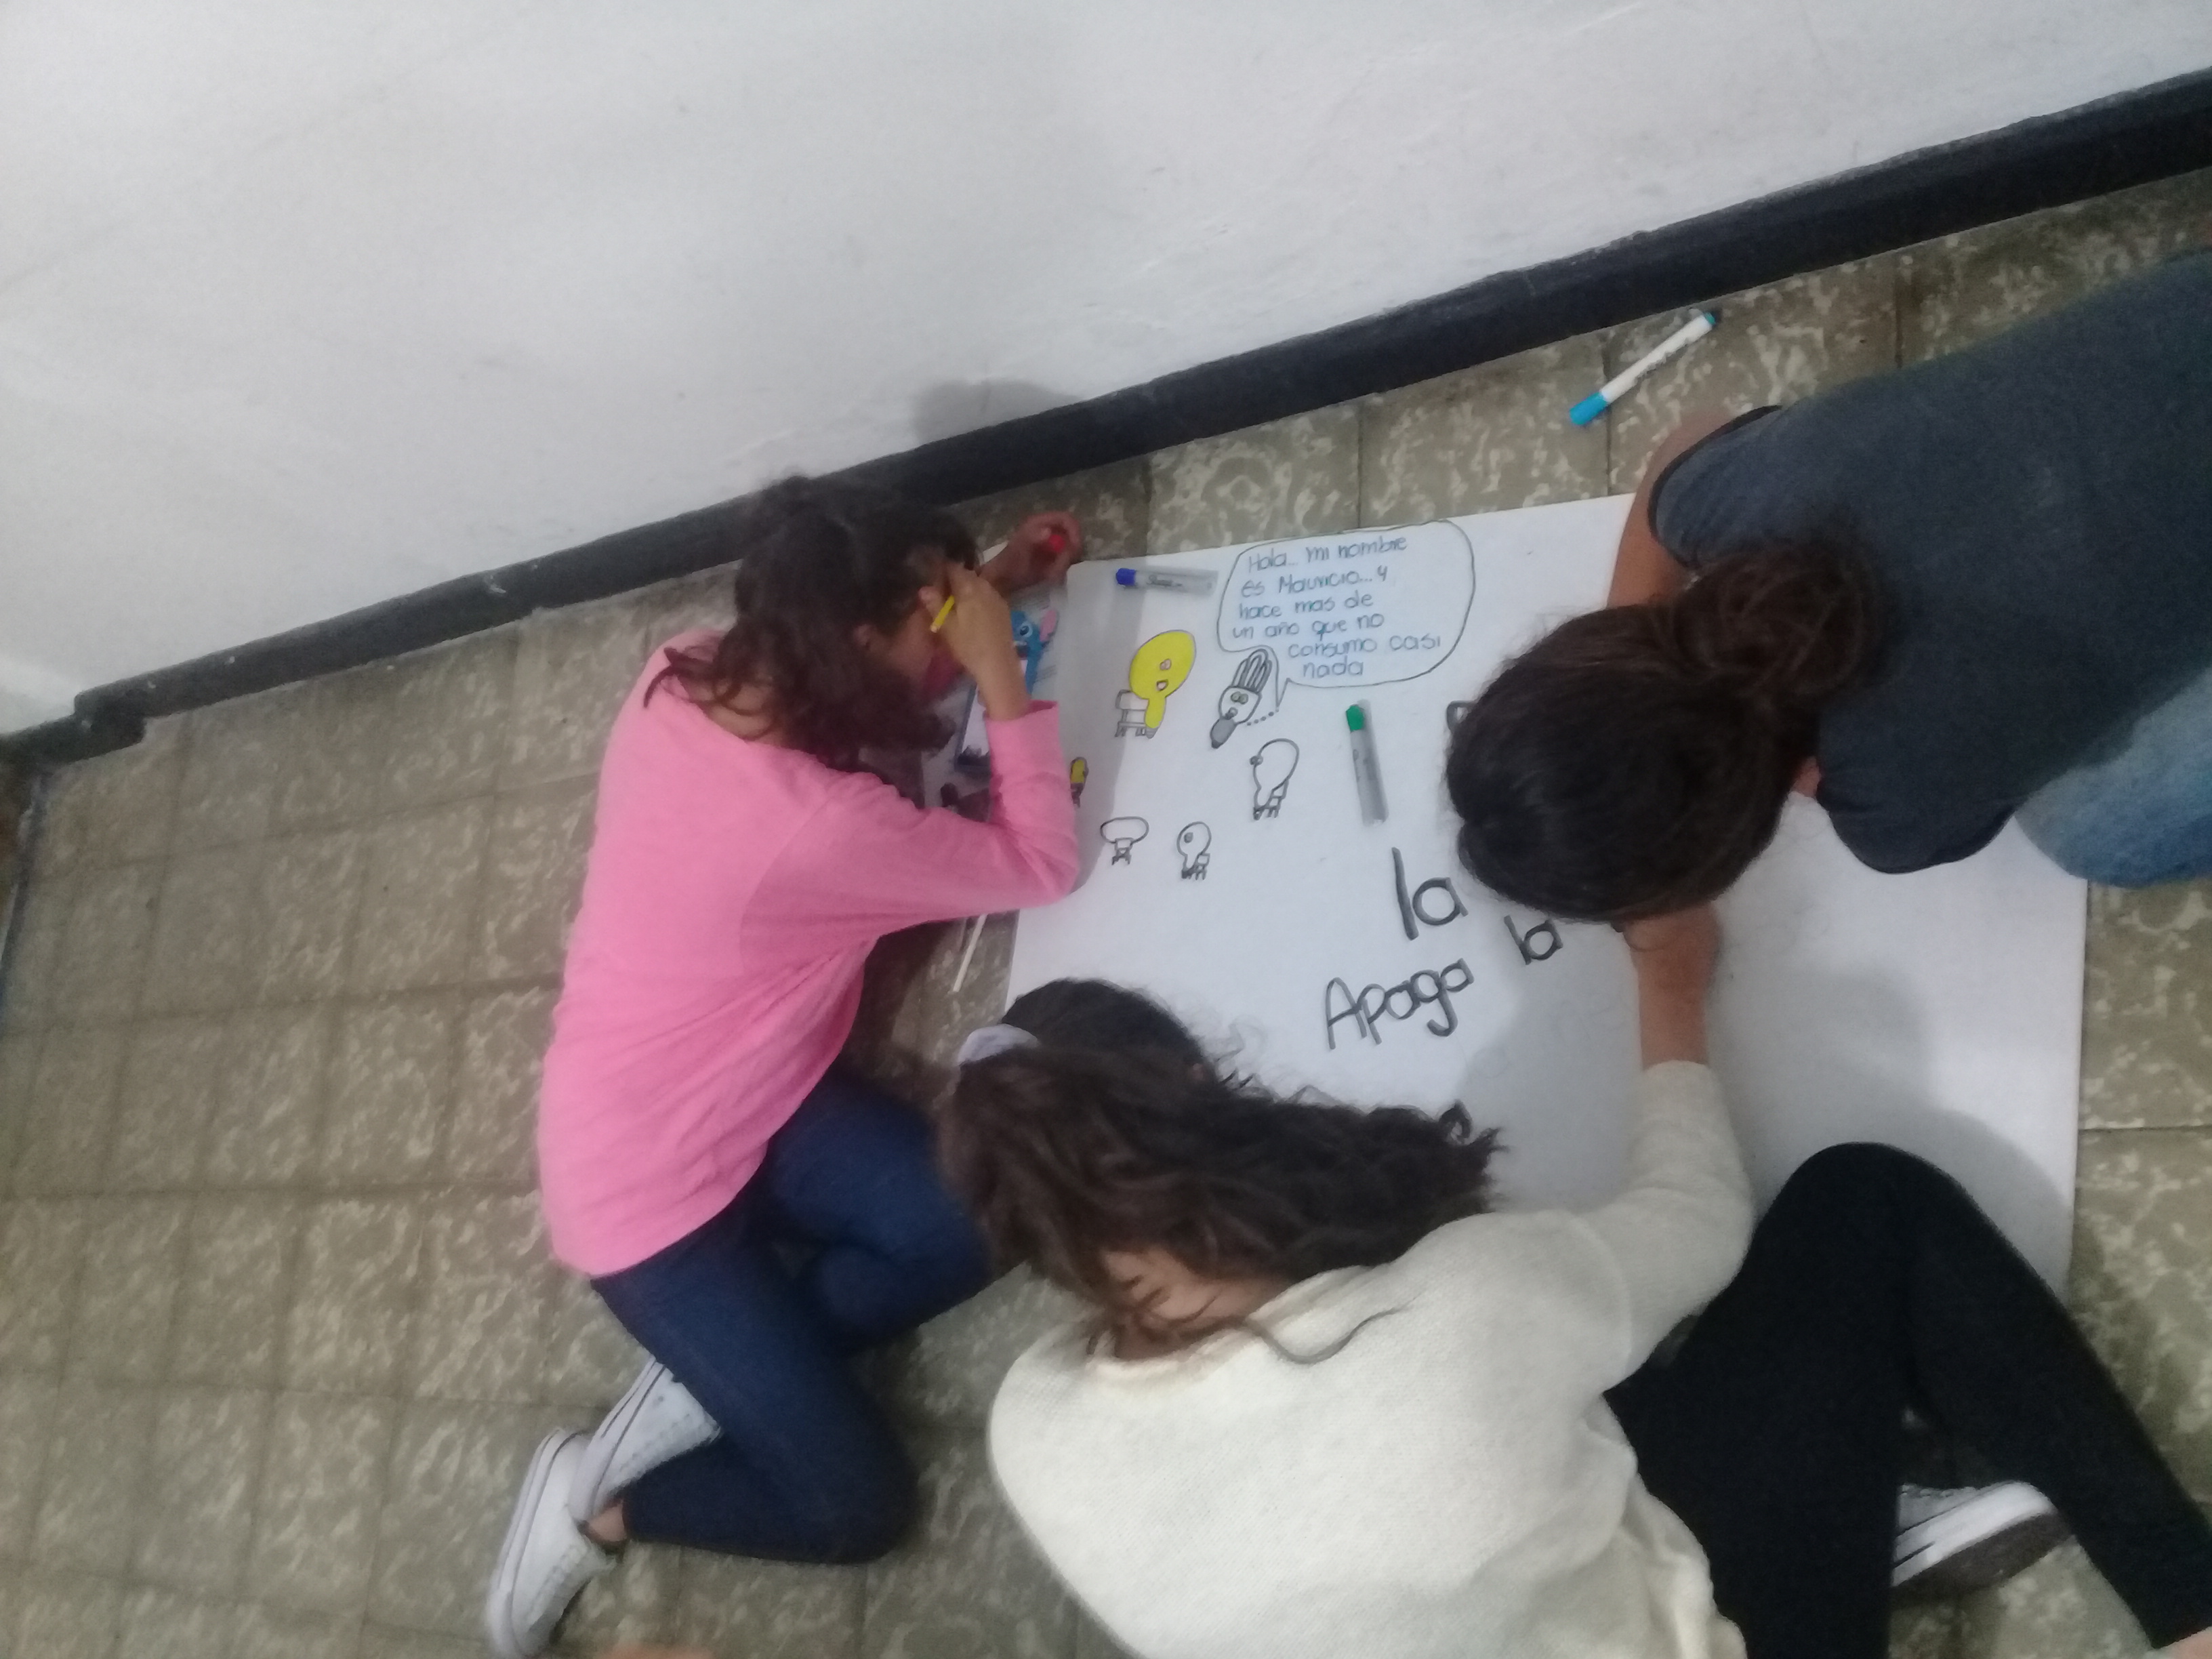 Hola.. mi nombre
es Mauricio... y
hace mas de
un año que no
consumo casi
nada
la
Apaga la